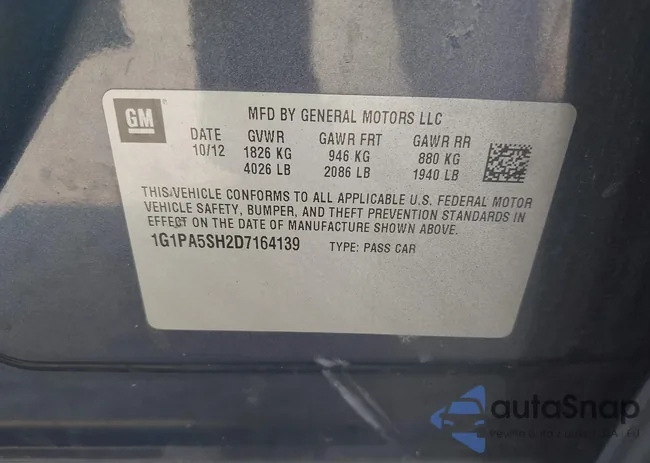 GM
MFD BY GENERAL MOTORS LLC
DATE GVWR GAWR FRT GAWR RR
10/12 1826 KG 946 KG 880 KG
4026 LB 2086 LB 1940 LB
THIS VEHICLE CONFORMS TO ALL APPLICABLE U.S. FEDERAL MOTOR
VEHICLE SAFETY, BUMPER, AND THEFT PREVENTION STANDARDS IN
EFFECT ON THE DATE OF MANUFACTURE SHOWN ABOVE.
1G1PA5SH2D7164139 TYPE: PASS CAR
autoSnap